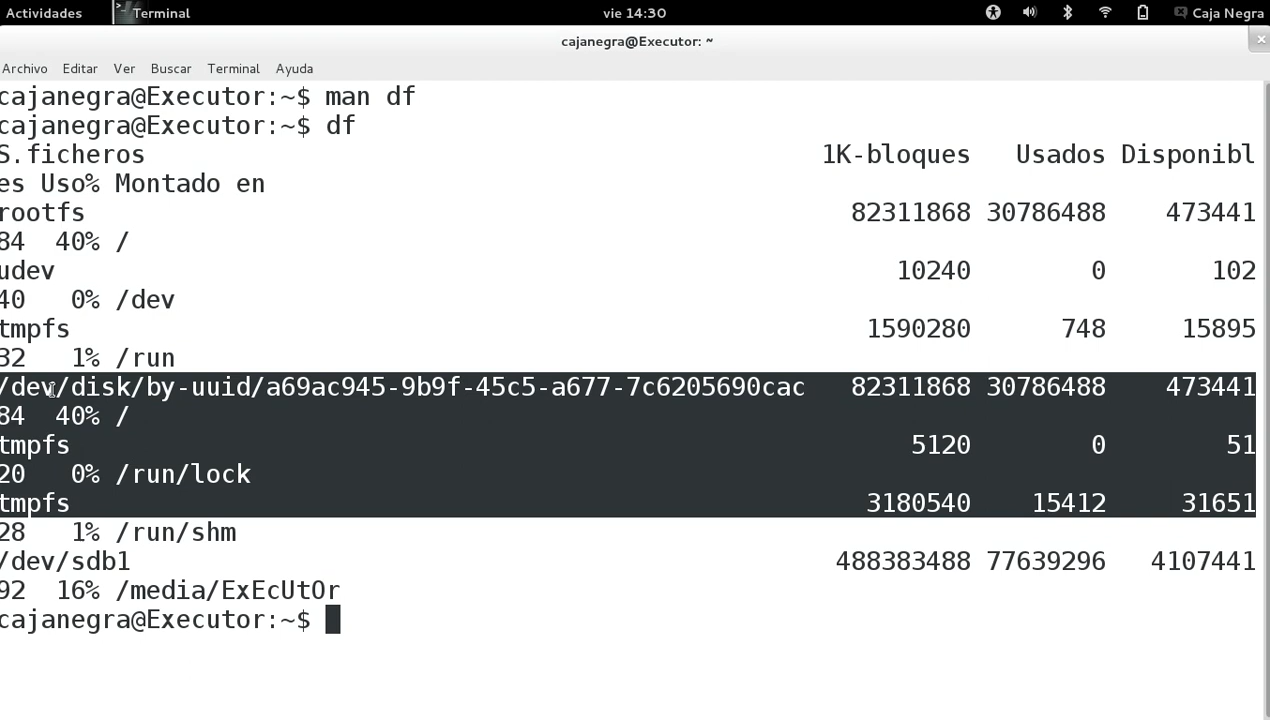 Actividades Terminal vie 14:30 Caja Negra
cajanegra@Executor: ~
Archivo Editar Ver Buscar Terminal Ayuda
cajanegra@Executor:~$ man df
cajanegra@Executor:~$ df
S.ficheros 1K-bloques Usados Disponibl
es Uso% Montado en
rootfs 82311868 30786488 473441
84 40% /
udev 10240 0 102
40 0% /dev
tmpfs 1590280 748 15895
32 1% /run
/dev/disk/by-uuid/a69ac945-9b9f-45c5-a677-7c6205690cac 82311868 30786488 473441
84 40% /
tmpfs 5120 0 51
20 0% /run/lock
tmpfs 3180540 15412 31651
28 1% /run/shm
/dev/sdb1 488383488 77639296 4107441
92 16% /media/ExEcUtOr
cajanegra@Executor:~$